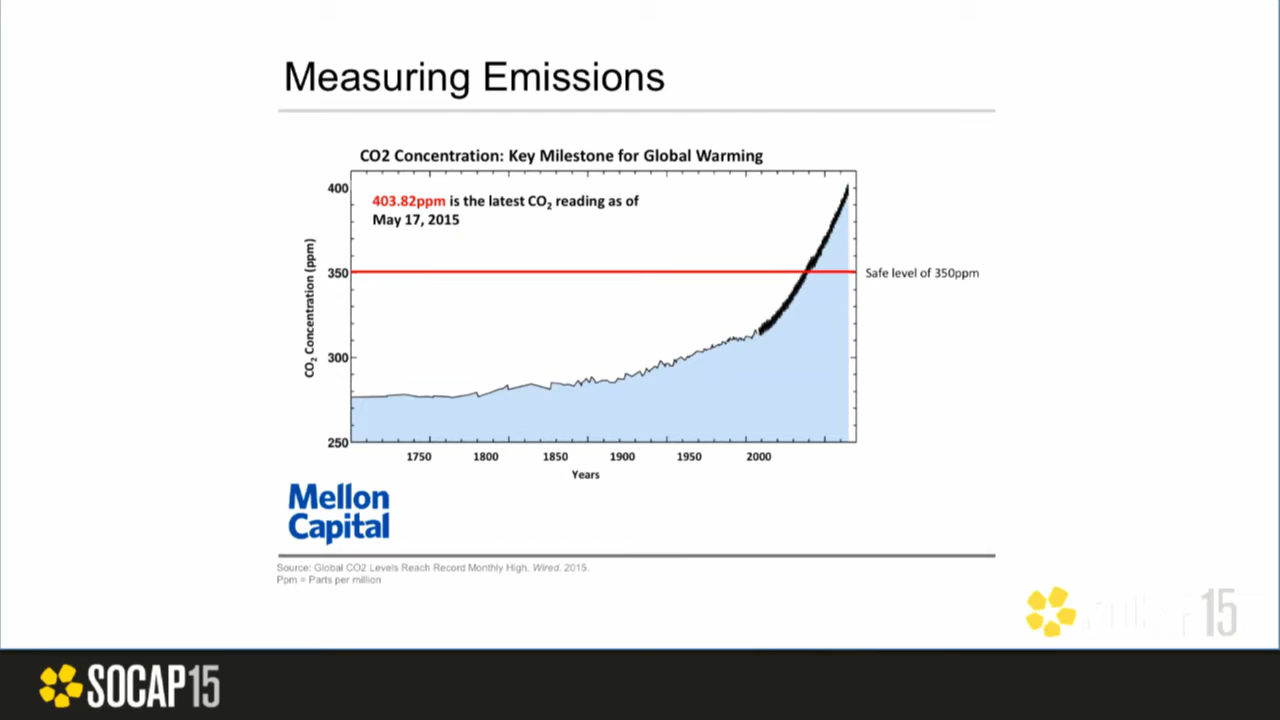 Measuring Emissions
CO2 Concentration: Key Milestone for Global Warming
403.82ppm is the latest CO₂ reading as of
May 17, 2015
400
350
300
250
CO₂ Concentration (ppm)
Safe level of 350ppm
1750 1800 1850 1900 1950 2000
Years
Mellon
Capital
Source: Global CO2 Levels Reach Record Monthly High, Wired. 2015.
Ppm = Parts per million
15
SOCAP15